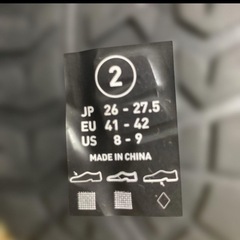 2
JP 26 - 27.5
EU 41 - 42
US 8 - 9
MADE IN CHINA